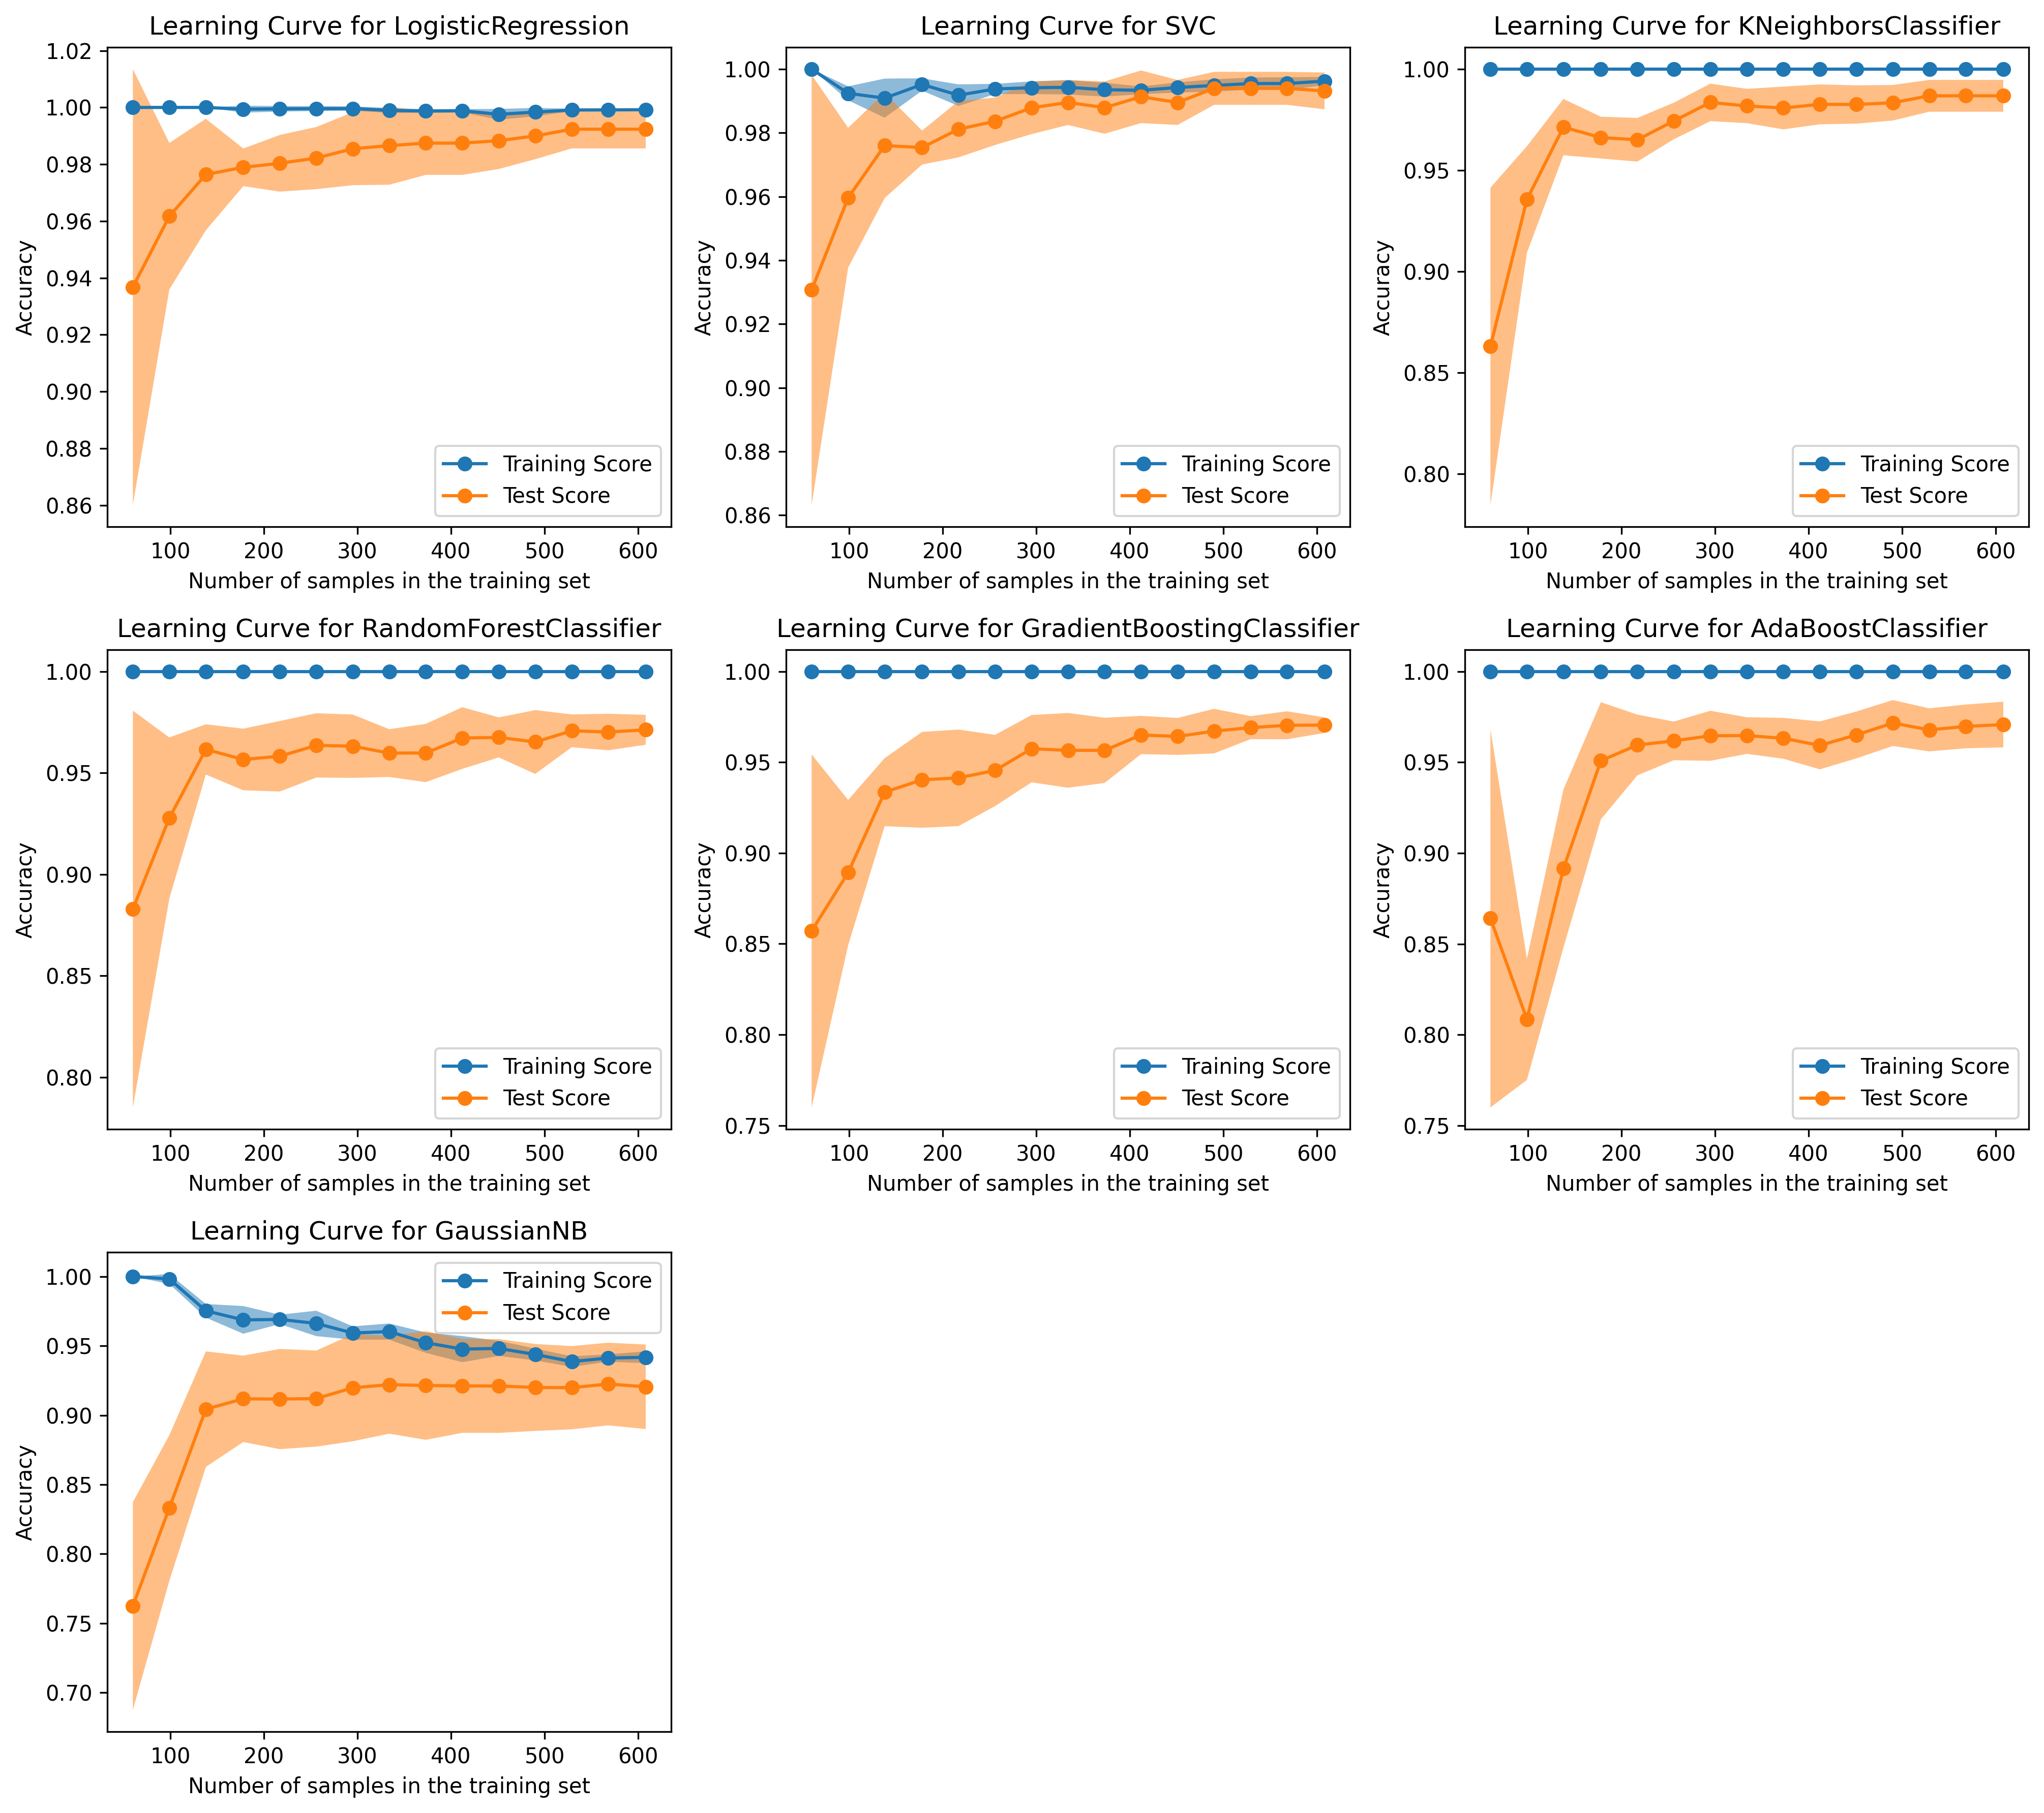 Learning Curve for LogisticRegression
1.02
1.00
0.98
0.96
0.94
0.92
0.90
0.88
0.86
Accuracy
Training Score
Test Score
100 200 300 400 500 600
Number of samples in the training set
Learning Curve for SVC
1.00
0.98
0.96
0.94
0.92
0.90
0.88
0.86
Accuracy
Training Score
Test Score
100 200 300 400 500 600
Number of samples in the training set
Learning Curve for KNeighborsClassifier
1.00
0.95
0.90
0.85
0.80
Accuracy
Training Score
Test Score
100 200 300 400 500 600
Number of samples in the training set
Learning Curve for RandomForestClassifier
1.00
0.95
0.90
0.85
0.80
Accuracy
Training Score
Test Score
100 200 300 400 500 600
Number of samples in the training set
Learning Curve for GradientBoostingClassifier
1.00
0.95
0.90
0.85
0.80
0.75
Accuracy
Training Score
Test Score
100 200 300 400 500 600
Number of samples in the training set
Learning Curve for AdaBoostClassifier
1.00
0.95
0.90
0.85
0.80
0.75
Accuracy
Training Score
Test Score
100 200 300 400 500 600
Number of samples in the training set
Learning Curve for GaussianNB
1.00
0.95
0.90
0.85
0.80
0.75
0.70
Accuracy
Training Score
Test Score
100 200 300 400 500 600
Number of samples in the training set